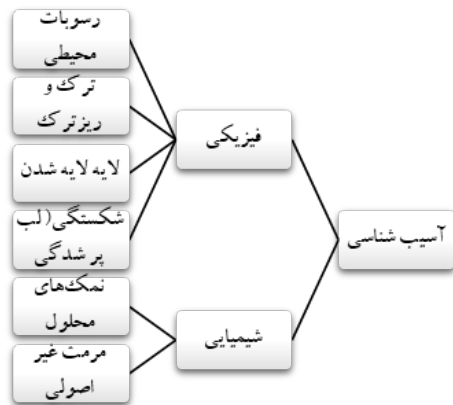 رسوبات
محیطی
ترک و
ریزترک
لایه لایه شدن
شکستگی(لب
پر شدگی
نمک‌های
محلول
مرمت غیر
اصولی
فیزیکی
شیمیایی
آسیب شناسی